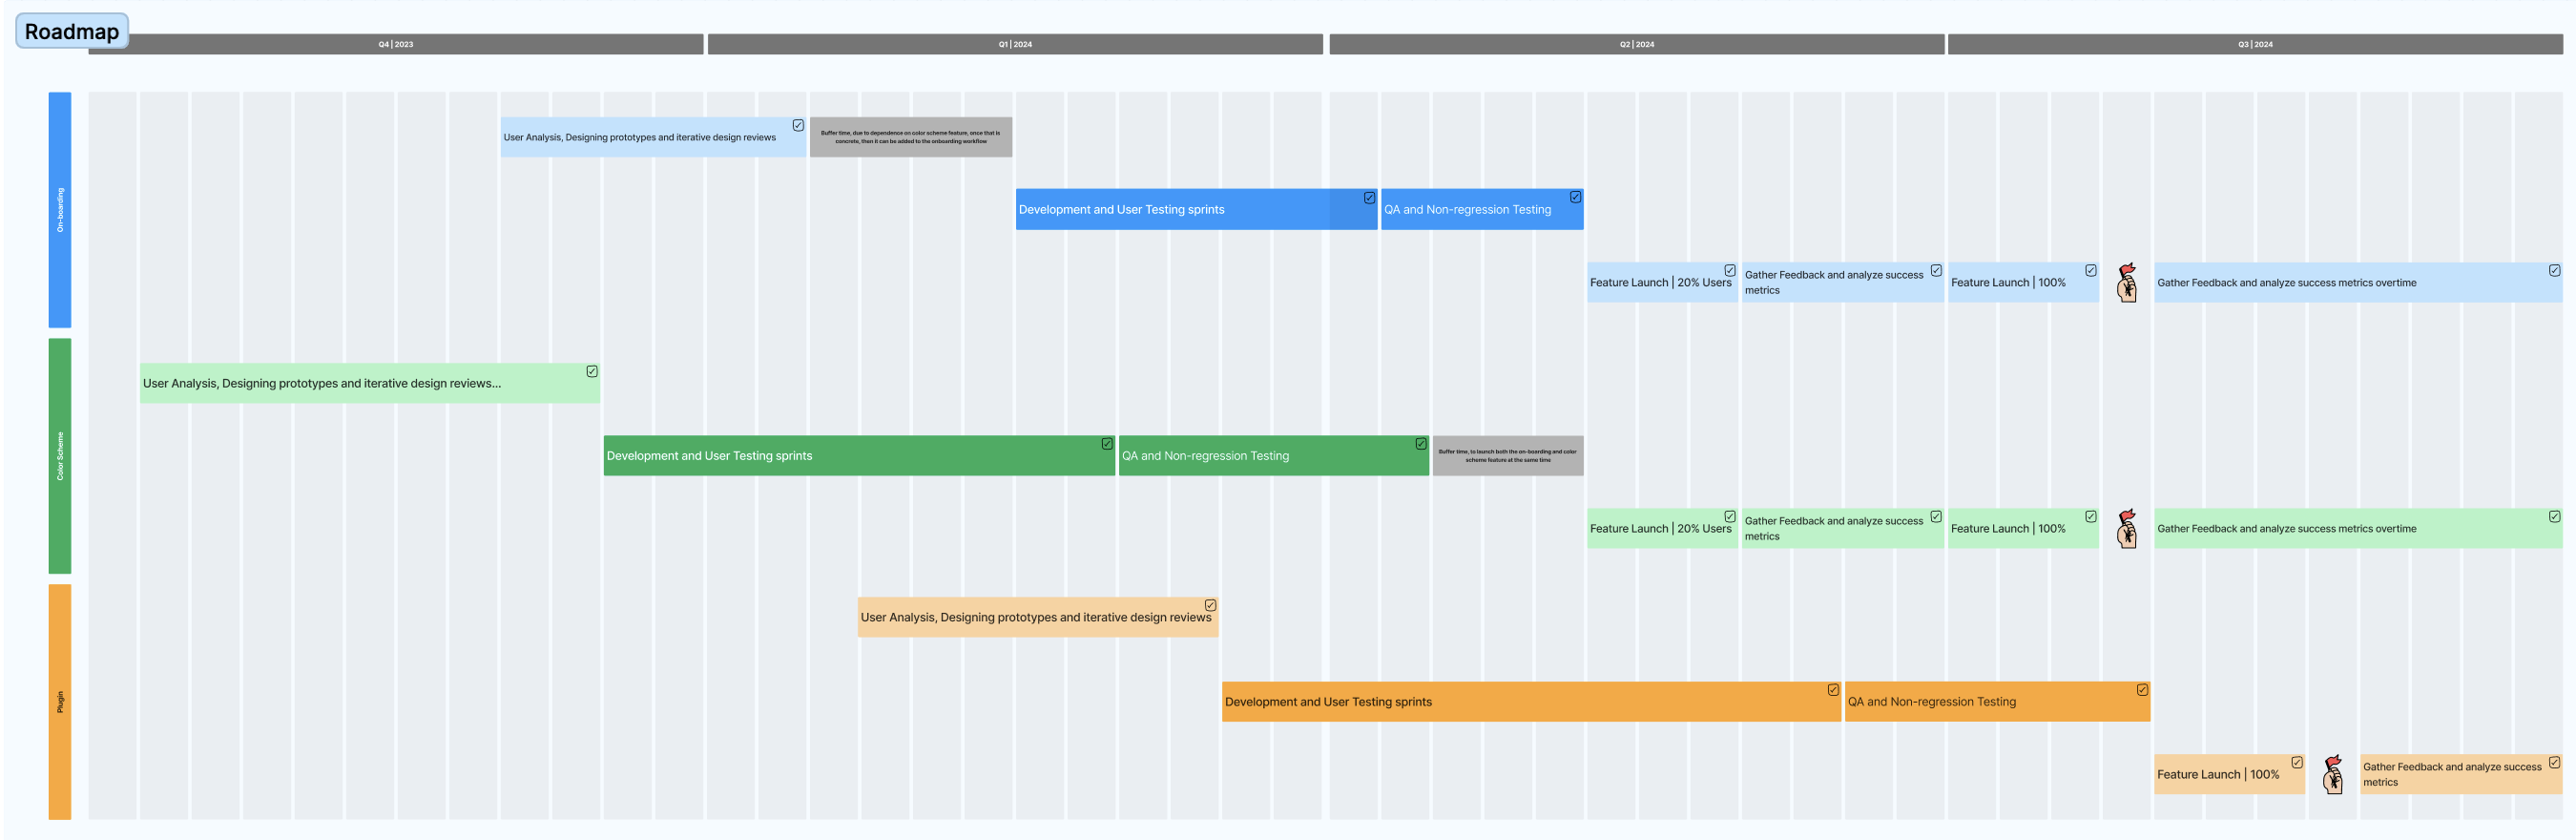 Roadmap
Q4 | 2023
Q1 | 2024
Q2 | 2024
Q3 | 2024
On-boarding
User Analysis, Designing prototypes and iterative design reviews
Buffer time, due to dependence on color scheme feature, once that is
concrete, then it can be added to the onboarding workflow
Development and User Testing sprints
QA and Non-regression Testing
Feature Launch | 20% Users
Gather Feedback and analyze success
metrics
Feature Launch | 100%
Gather Feedback and analyze success metrics overtime
Color Scheme
User Analysis, Designing prototypes and iterative design reviews...
Development and User Testing sprints
QA and Non-regression Testing
Buffer time, to launch both the on-boarding and color
scheme feature at the same time
Feature Launch | 20% Users
Gather Feedback and analyze success
metrics
Feature Launch | 100%
Gather Feedback and analyze success metrics overtime
Plugin
User Analysis, Designing prototypes and iterative design reviews
Development and User Testing sprints
QA and Non-regression Testing
Feature Launch | 100%
Gather Feedback and analyze success
metrics